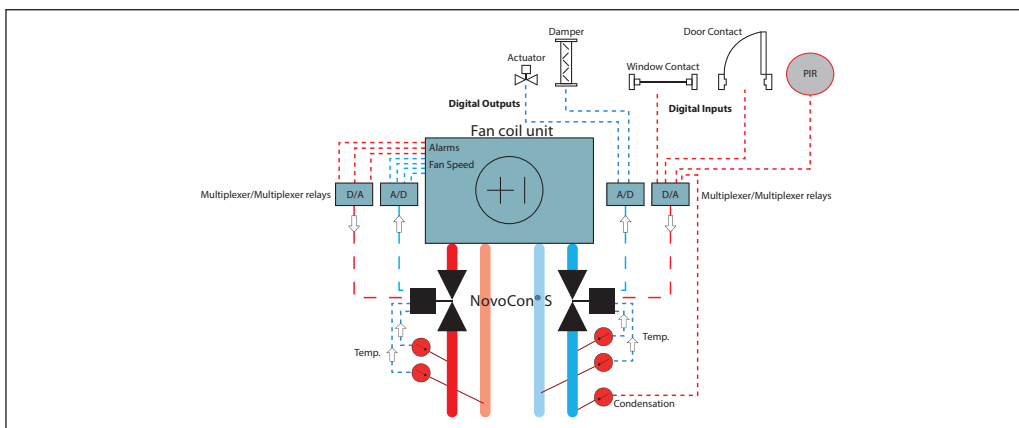 Damper
Door Contact
Actuator
Window Contact
PIR
Digital Outputs
Digital Inputs
Fan coil unit
Alarms
Fan Speed
Multiplexer/Multiplexer relays
D/A
A/D
A/D
D/A
Multiplexer/Multiplexer relays
NovoCon® S
Temp.
Temp.
Condensation